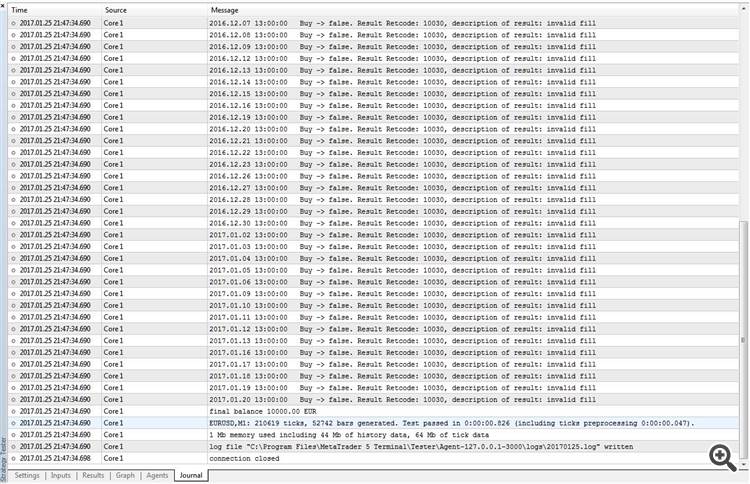 Time Source Message
2017.01.25 21:47:34.690 Core 1 2016.12.07 13:00:00 Buy -> false. Result Retcode: 10030, description of result: invalid fill
2017.01.25 21:47:34.690 Core 1 2016.12.08 13:00:00 Buy -> false. Result Retcode: 10030, description of result: invalid fill
2017.01.25 21:47:34.690 Core 1 2016.12.09 13:00:00 Buy -> false. Result Retcode: 10030, description of result: invalid fill
2017.01.25 21:47:34.690 Core 1 2016.12.12 13:00:00 Buy -> false. Result Retcode: 10030, description of result: invalid fill
2017.01.25 21:47:34.690 Core 1 2016.12.13 13:00:00 Buy -> false. Result Retcode: 10030, description of result: invalid fill
2017.01.25 21:47:34.690 Core 1 2016.12.14 13:00:00 Buy -> false. Result Retcode: 10030, description of result: invalid fill
2017.01.25 21:47:34.690 Core 1 2016.12.15 13:00:00 Buy -> false. Result Retcode: 10030, description of result: invalid fill
2017.01.25 21:47:34.690 Core 1 2016.12.16 13:00:00 Buy -> false. Result Retcode: 10030, description of result: invalid fill
2017.01.25 21:47:34.690 Core 1 2016.12.19 13:00:00 Buy -> false. Result Retcode: 10030, description of result: invalid fill
2017.01.25 21:47:34.690 Core 1 2016.12.20 13:00:00 Buy -> false. Result Retcode: 10030, description of result: invalid fill
2017.01.25 21:47:34.690 Core 1 2016.12.21 13:00:00 Buy -> false. Result Retcode: 10030, description of result: invalid fill
2017.01.25 21:47:34.690 Core 1 2016.12.22 13:00:00 Buy -> false. Result Retcode: 10030, description of result: invalid fill
2017.01.25 21:47:34.690 Core 1 2016.12.23 13:00:00 Buy -> false. Result Retcode: 10030, description of result: invalid fill
2017.01.25 21:47:34.690 Core 1 2016.12.26 13:00:00 Buy -> false. Result Retcode: 10030, description of result: invalid fill
2017.01.25 21:47:34.690 Core 1 2016.12.27 13:00:00 Buy -> false. Result Retcode: 10030, description of result: invalid fill
2017.01.25 21:47:34.690 Core 1 2016.12.28 13:00:00 Buy -> false. Result Retcode: 10030, description of result: invalid fill
2017.01.25 21:47:34.690 Core 1 2016.12.29 13:00:00 Buy -> false. Result Retcode: 10030, description of result: invalid fill
2017.01.25 21:47:34.690 Core 1 2016.12.30 13:00:00 Buy -> false. Result Retcode: 10030, description of result: invalid fill
2017.01.25 21:47:34.690 Core 1 2017.01.02 13:00:00 Buy -> false. Result Retcode: 10030, description of result: invalid fill
2017.01.25 21:47:34.690 Core 1 2017.01.03 13:00:00 Buy -> false. Result Retcode: 10030, description of result: invalid fill
2017.01.25 21:47:34.690 Core 1 2017.01.04 13:00:00 Buy -> false. Result Retcode: 10030, description of result: invalid fill
2017.01.25 21:47:34.690 Core 1 2017.01.05 13:00:00 Buy -> false. Result Retcode: 10030, description of result: invalid fill
2017.01.25 21:47:34.690 Core 1 2017.01.06 13:00:00 Buy -> false. Result Retcode: 10030, description of result: invalid fill
2017.01.25 21:47:34.690 Core 1 2017.01.09 13:00:00 Buy -> false. Result Retcode: 10030, description of result: invalid fill
2017.01.25 21:47:34.690 Core 1 2017.01.10 13:00:00 Buy -> false. Result Retcode: 10030, description of result: invalid fill
2017.01.25 21:47:34.690 Core 1 2017.01.11 13:00:00 Buy -> false. Result Retcode: 10030, description of result: invalid fill
2017.01.25 21:47:34.690 Core 1 2017.01.12 13:00:00 Buy -> false. Result Retcode: 10030, description of result: invalid fill
2017.01.25 21:47:34.690 Core 1 2017.01.13 13:00:00 Buy -> false. Result Retcode: 10030, description of result: invalid fill
2017.01.25 21:47:34.690 Core 1 2017.01.16 13:00:00 Buy -> false. Result Retcode: 10030, description of result: invalid fill
2017.01.25 21:47:34.690 Core 1 2017.01.17 13:00:00 Buy -> false. Result Retcode: 10030, description of result: invalid fill
2017.01.25 21:47:34.690 Core 1 2017.01.18 13:00:00 Buy -> false. Result Retcode: 10030, description of result: invalid fill
2017.01.25 21:47:34.690 Core 1 2017.01.19 13:00:00 Buy -> false. Result Retcode: 10030, description of result: invalid fill
2017.01.25 21:47:34.690 Core 1 2017.01.20 13:00:00 Buy -> false. Result Retcode: 10030, description of result: invalid fill
2017.01.25 21:47:34.690 Core 1 final balance 10000.00 EUR
2017.01.25 21:47:34.690 Core 1 EURUSD,M1: 210619 ticks, 52742 bars generated. Test passed in 0:00:00.826 (including ticks preprocessing 0:00:00.047).
2017.01.25 21:47:34.690 Core 1 1 Mb memory used including 44 Mb of history data, 64 Mb of tick data
2017.01.25 21:47:34.690 Core 1 log file "C:\Program Files\MetaTrader 5 Terminal\Tester\Agent-127.0.0.1-3000\logs\20170125.log" written
2017.01.25 21:47:34.698 Core 1 connection closed
Strategy Tester
Settings Inputs Results Graph Agents Journal